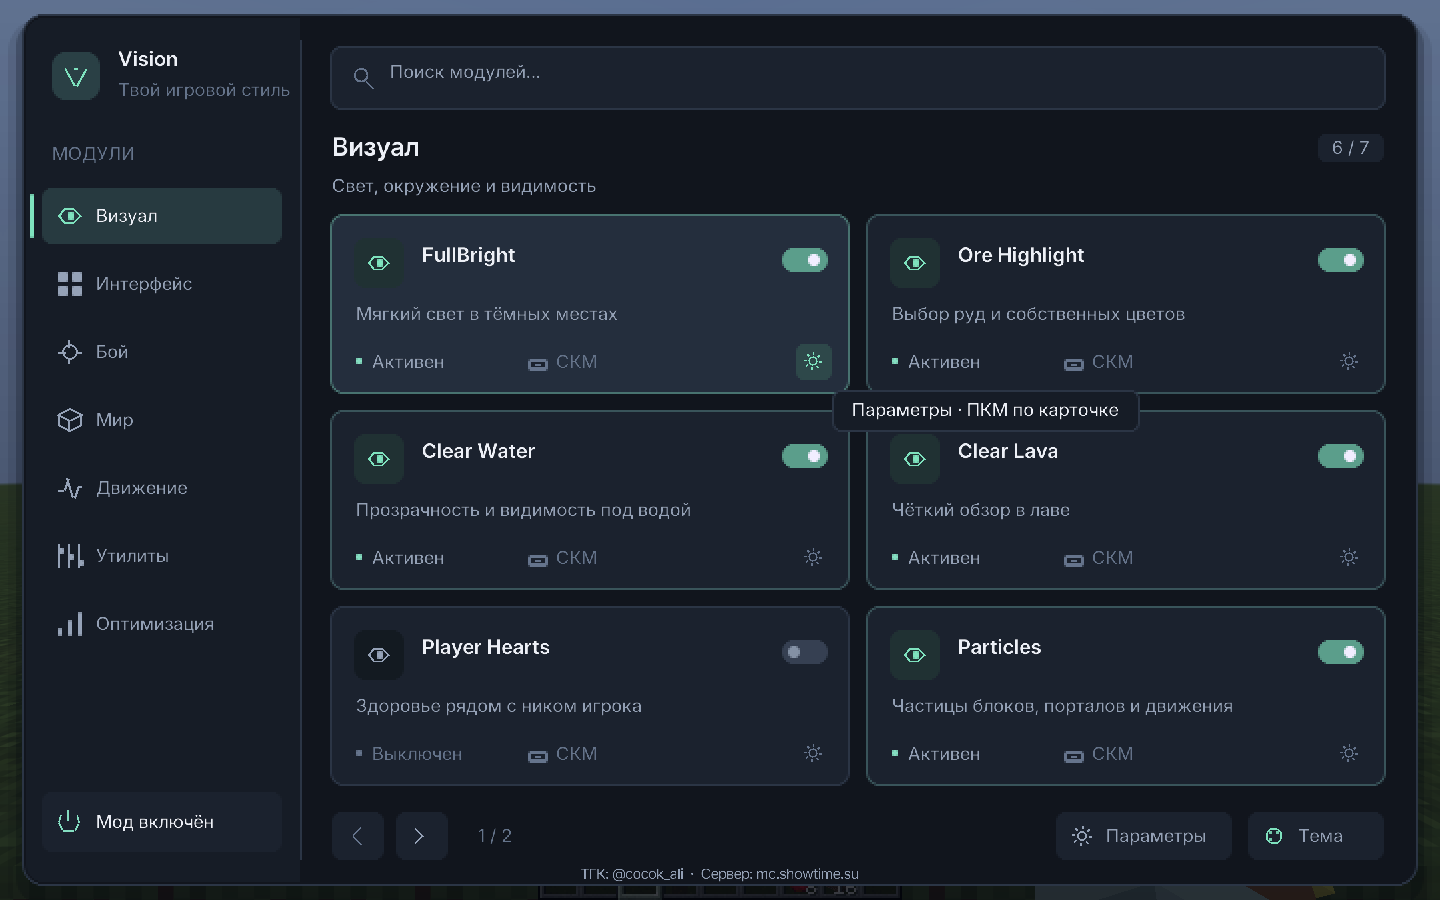 Vision
Твой игровой стиль
МОДУЛИ
Визуал
Интерфейс
Бой
Мир
Движение
Утилиты
Оптимизация
Мод включён
Поиск модулей...
Визуал
6 / 7
Свет, окружение и видимость
FullBright
Мягкий свет в тёмных местах
Активен
СКМ
Ore Highlight
Выбор руд и собственных цветов
Активен
СКМ
Параметры · ПКМ по карточке
Clear Water
Прозрачность и видимость под водой
Активен
СКМ
Clear Lava
Чёткий обзор в лаве
Активен
СКМ
Player Hearts
Здоровье рядом с ником игрока
Выключен
СКМ
Particles
Частицы блоков, порталов и движения
Активен
СКМ
1 / 2
Параметры
Тема
ТГК: @cocok_ali · Сервер: mc.showtime.su